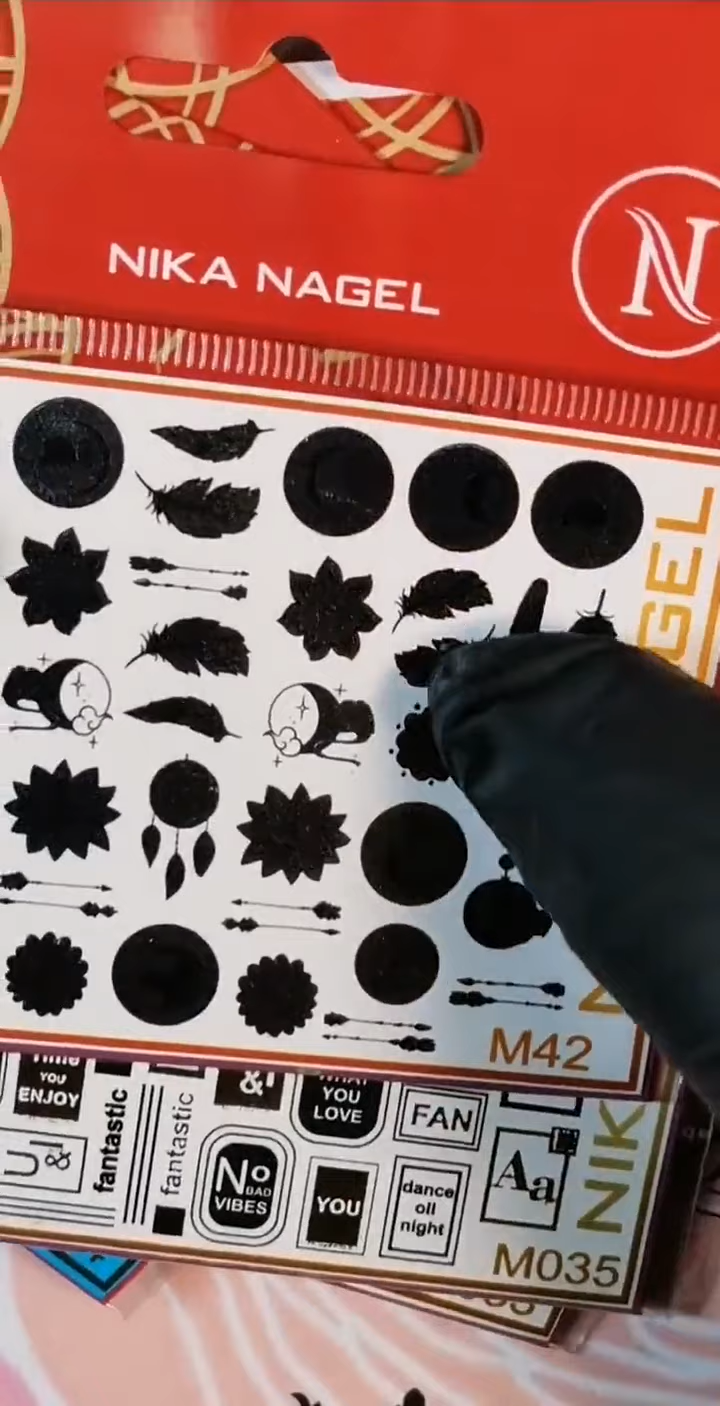 NIKA NAGEL
N
GEL
M42
YOU
ENJOY
fantastic
fantastic
&
YOU
LOVE
FAN
U
&
No
BAD
VIBES
YOU
dance
oll
night
Aa
NIK
M035